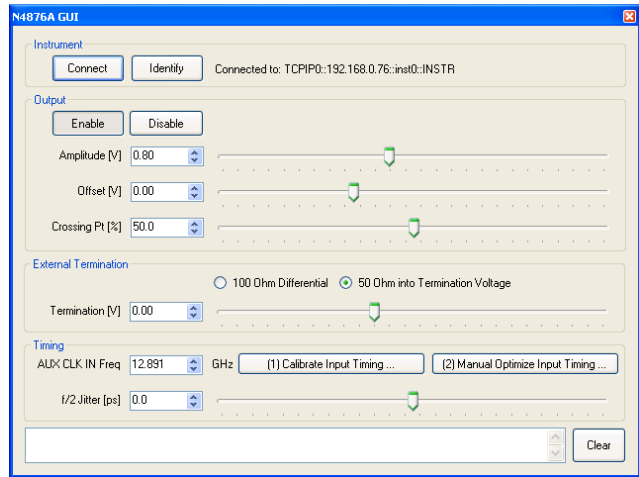 N4876A GUI
Instrument
Connect Identify Connected to: TCPIP0::192.168.0.76::inst0::INSTR
Output
Enable Disable
Amplitude [V] 0.80
Offset [V] 0.00
Crossing Pt [%] 50.0
External Termination
100 Ohm Differential 50 Ohm into Termination Voltage
Termination [V] 0.00
Timing
AUX CLK IN Freq 12.891 GHz (1) Calibrate Input Timing ... (2) Manual Optimize Input Timing ...
f/2 Jitter [ps] 0.0
Clear